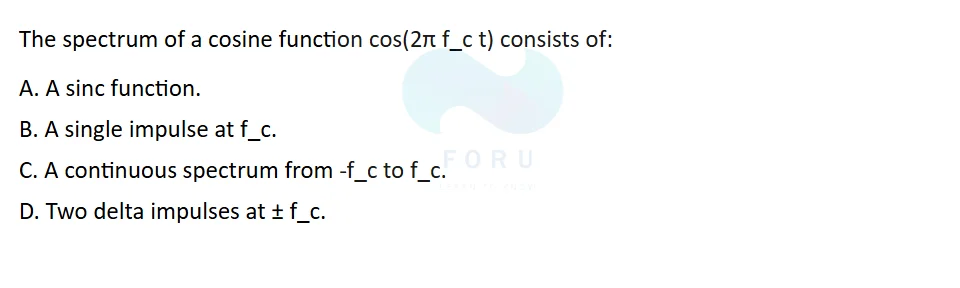 The spectrum of a cosine function cos(2π f_c t) consists of:
A. A sinc function.
B. A single impulse at f_c.
FORU
C. A continuous spectrum from -f_c to f_c.
D. Two delta impulses at ± f_c.